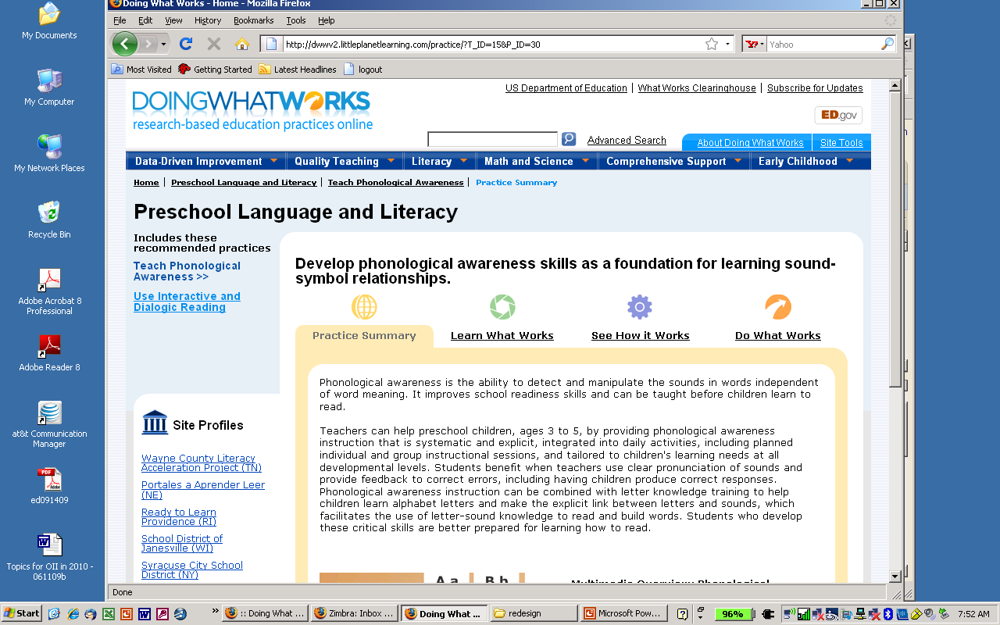 Doing What Works - Home - Mozilla Firefox
File Edit View History Bookmarks Tools Help
http://dwwv2.littleplanetlearning.com/practice/?T_ID=15&P_ID=30
Yahoo
Most Visited Getting Started Latest Headlines logout
My Documents
My Computer
My Network Places
Recycle Bin
Adobe Acrobat 8
Professional
Adobe Reader 8
at&t Communication
Manager
PDF
ed091409
Topics for OII in 2010 -
061109b
US Department of Education | What Works Clearinghouse | Subscribe for Updates
DOINGWHATWORKS
research-based education practices online
ED.gov
Advanced Search
About Doing What Works Site Tools
Data-Driven Improvement Quality Teaching Literacy Math and Science Comprehensive Support Early Childhood
Home | Preschool Language and Literacy | Teach Phonological Awareness | Practice Summary
Preschool Language and Literacy
Includes these
recommended practices
Teach Phonological
Awareness >>
Use Interactive and
Dialogic Reading
Develop phonological awareness skills as a foundation for learning sound-
symbol relationships.
Practice Summary Learn What Works See How it Works Do What Works
Phonological awareness is the ability to detect and manipulate the sounds in words independent
of word meaning. It improves school readiness skills and can be taught before children learn to
read.
Teachers can help preschool children, ages 3 to 5, by providing phonological awareness
instruction that is systematic and explicit, integrated into daily activities, including planned
individual and group instructional sessions, and tailored to children's learning needs at all
developmental levels. Students benefit when teachers use clear pronunciation of sounds and
provide feedback to correct errors, including having children produce correct responses.
Phonological awareness instruction can be combined with letter knowledge training to help
children learn alphabet letters and make the explicit link between letters and sounds, which
facilitates the use of letter-sound knowledge to read and build words. Students who develop
these critical skills are better prepared for learning how to read.
Site Profiles
Wayne County Literacy
Acceleration Project (TN)
Portales a Aprender Leer
(NE)
Ready to Learn
Providence (RI)
School District of
Janesville (WI)
Syracuse City School
District (NY)
A a B b
Multimedia Overview Phonological
Done
Start
:: Doing What ... Zimbra: Inbox ... Doing What ... redesign Microsoft Pow...
96%
7:52 AM